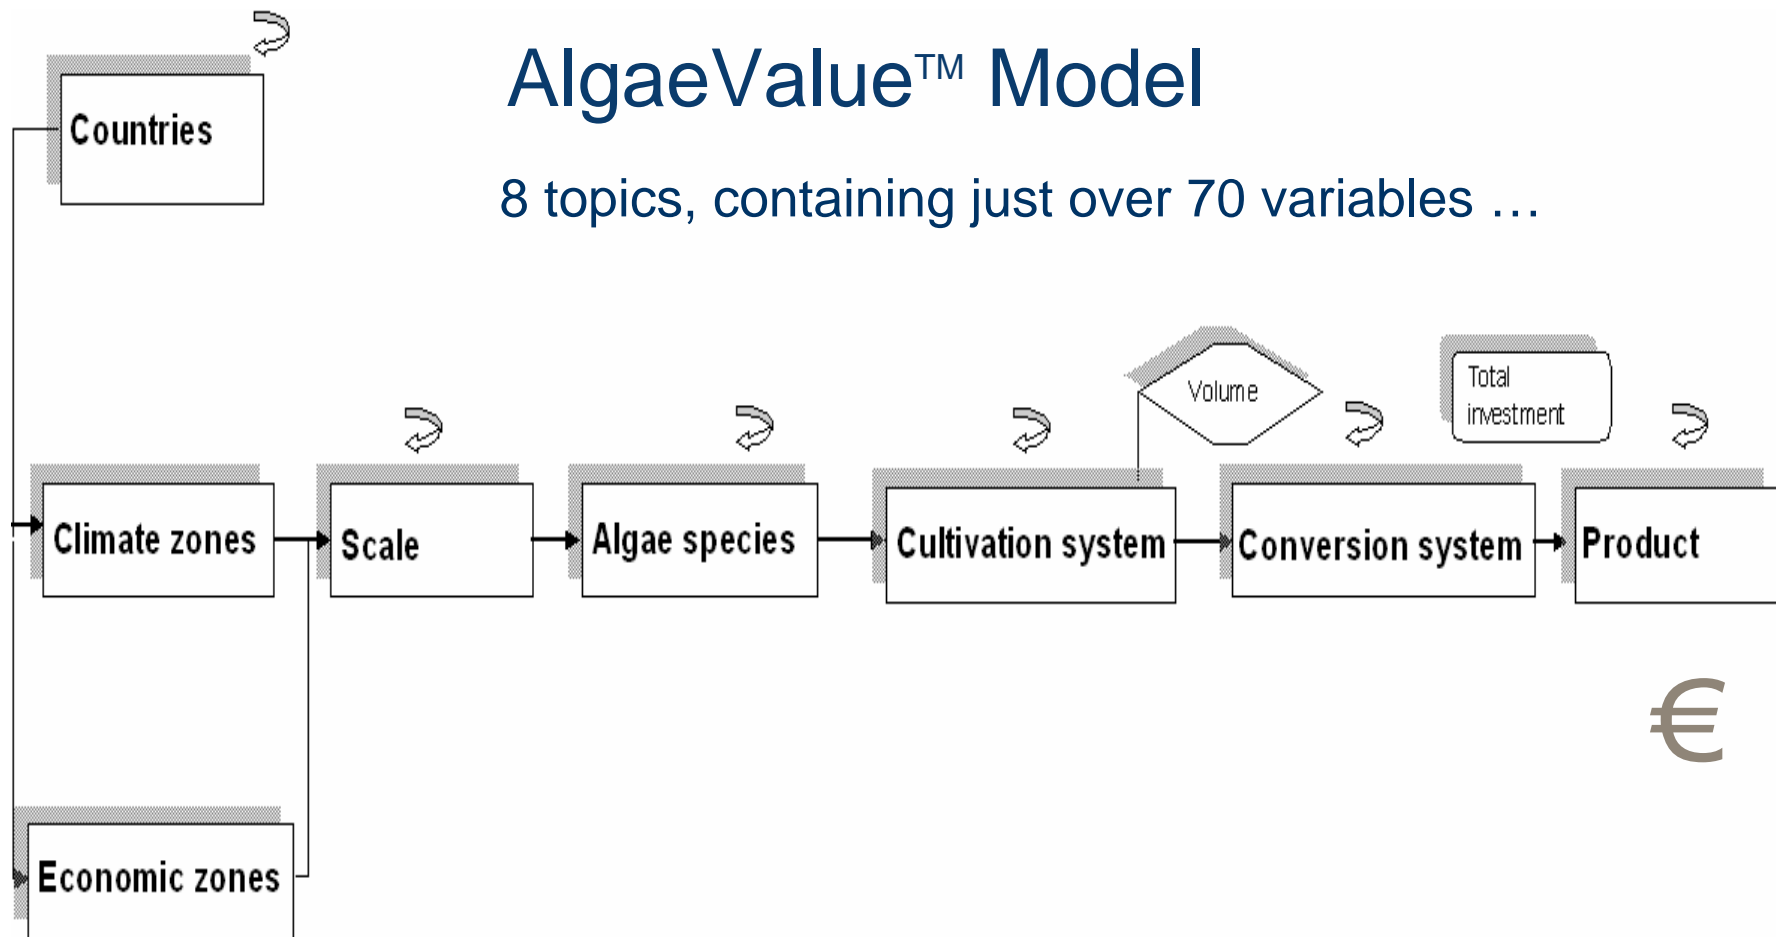 AlgaeValue™ Model
Countries
8 topics, containing just over 70 variables …
Volume
Total
investment
Climate zones
Scale
Algae species
Cultivation system
Conversion system
Product
€
Economic zones